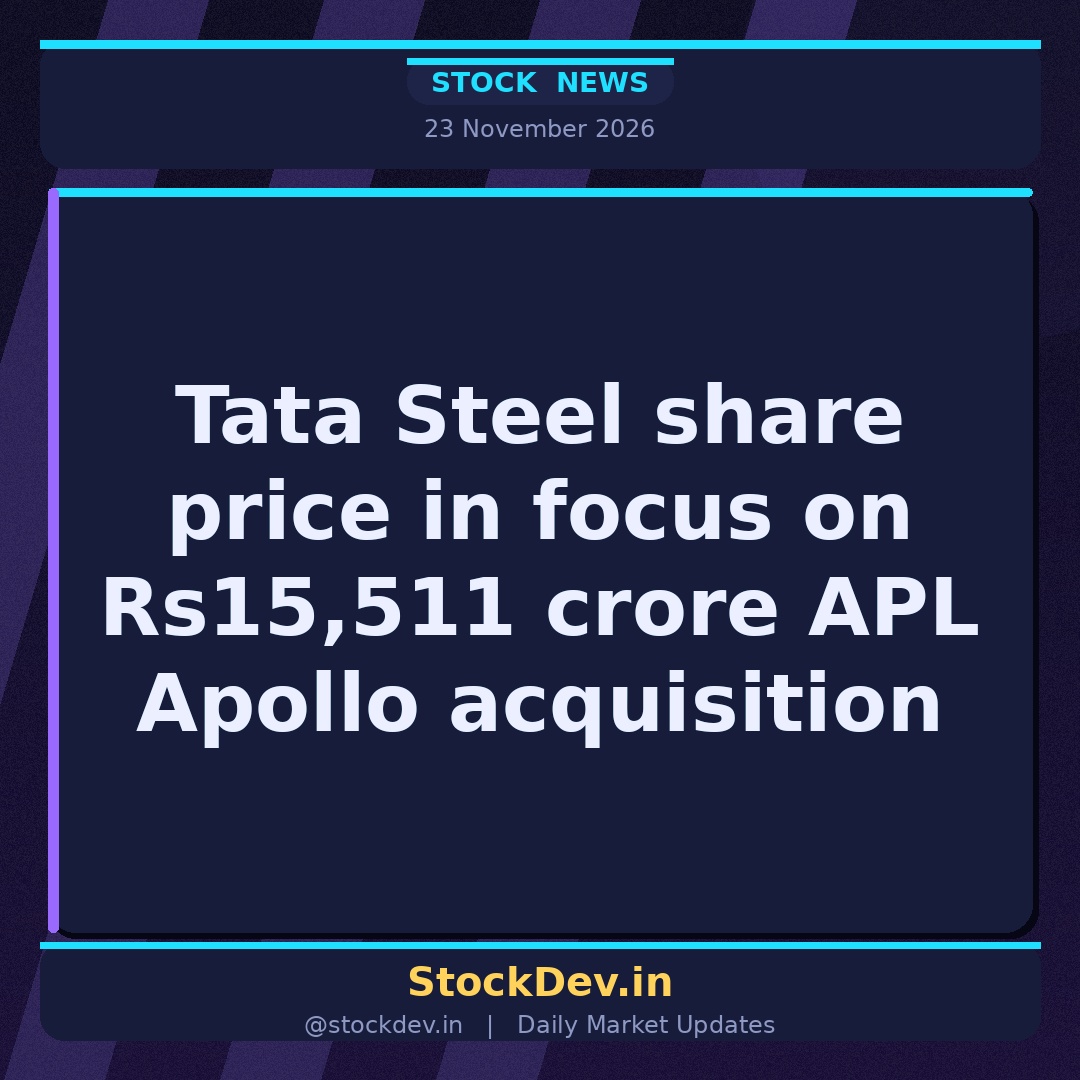 STOCK NEWS
23 November 2026
Tata Steel share
price in focus on
Rs15,511 crore APL
Apollo acquisition
StockDev.in
@stockdev.in | Daily Market Updates